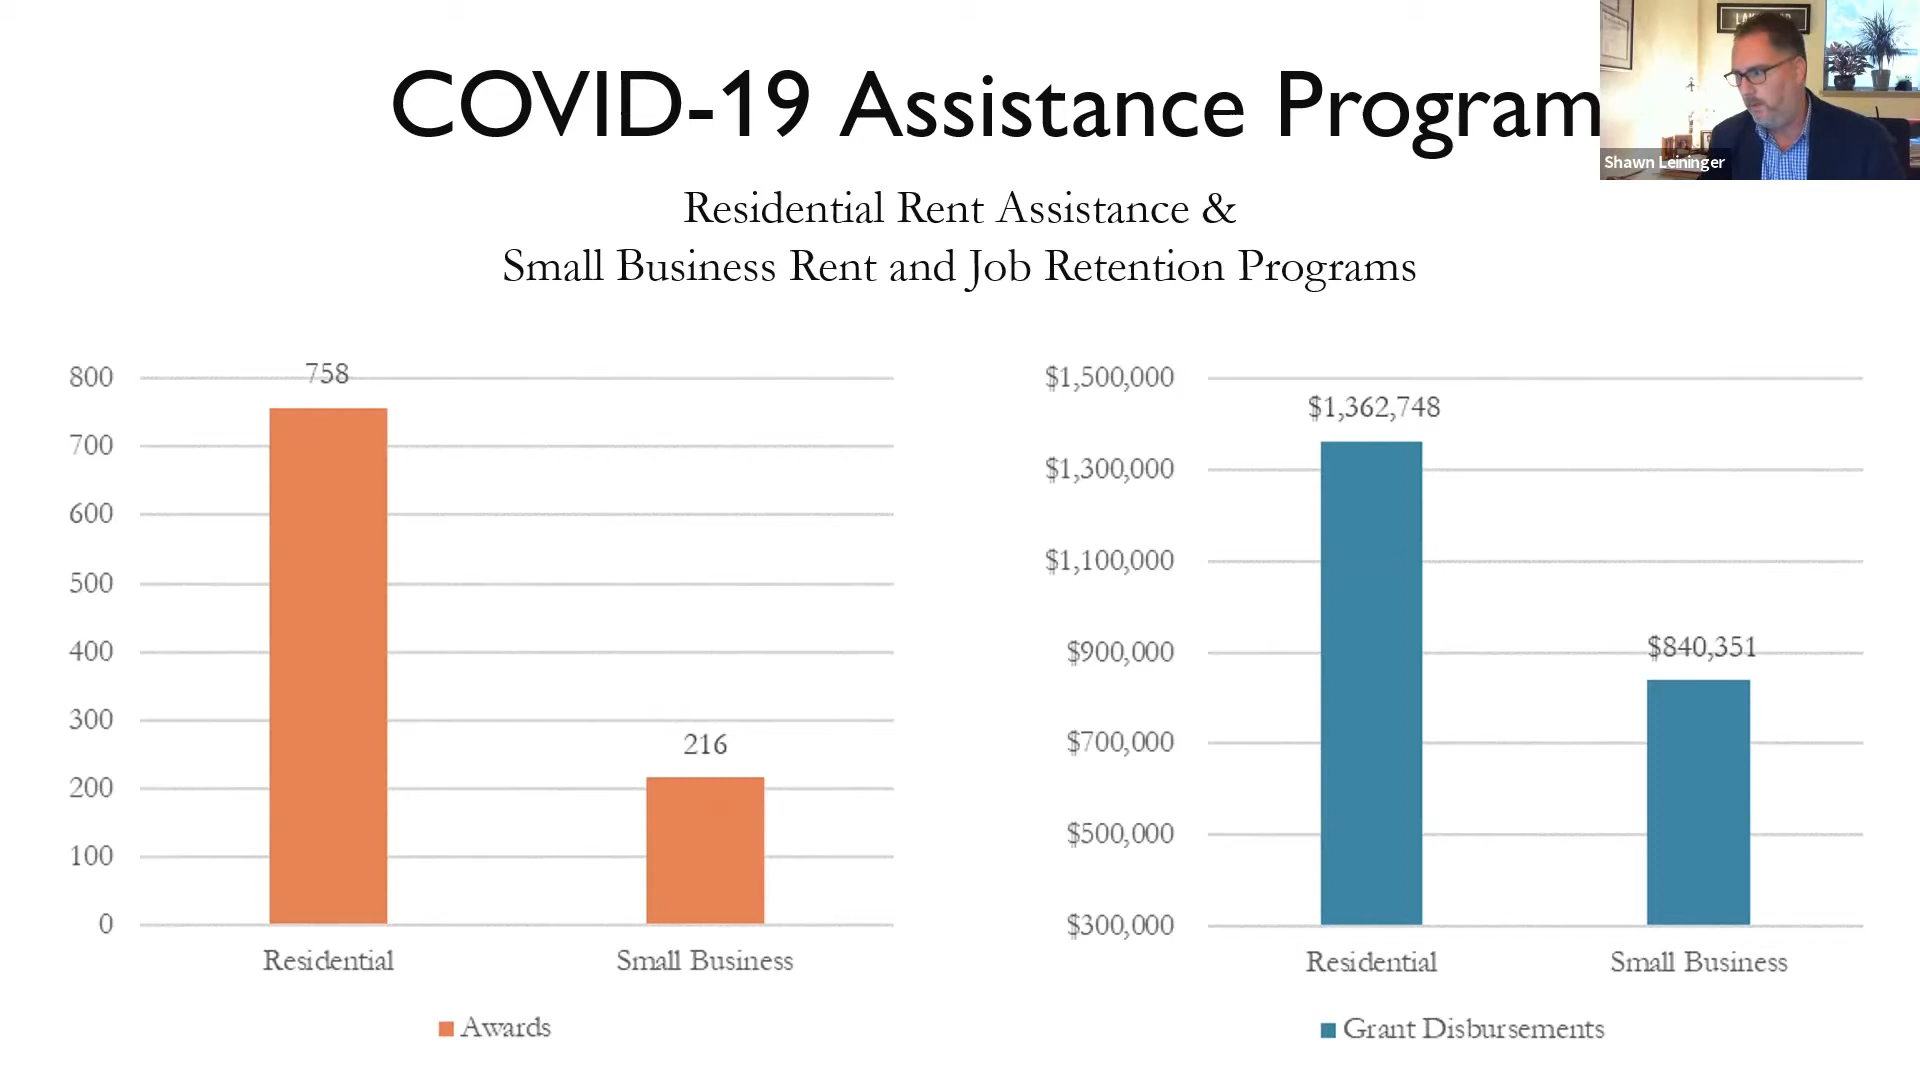 COVID-19 Assistance Program
Shawn Leininger
Residential Rent Assistance &
Small Business Rent and Job Retention Programs
800
700
600
500
400
300
200
100
0
758
216
Residential
Small Business
Awards
$1,500,000
$1,300,000
$1,100,000
$900,000
$700,000
$500,000
$300,000
$1,362,748
$840,351
Residential
Small Business
Grant Disbursements